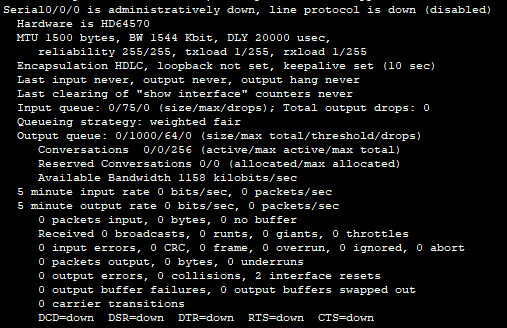 Serial0/0/0 is administratively down, line protocol is down (disabled)
Hardware is HD64570
MTU 1500 bytes, BW 1544 Kbit, DLY 20000 usec,
reliability 255/255, txload 1/255, rxload 1/255
Encapsulation HDLC, loopback not set, keepalive set (10 sec)
Last input never, output never, output hang never
Last clearing of "show interface" counters never
Input queue: 0/75/0 (size/max/drops); Total output drops: 0
Queueing strategy: weighted fair
Output queue: 0/1000/64/0 (size/max total/threshold/drops)
Conversations 0/0/256 (active/max active/max total)
Reserved Conversations 0/0 (allocated/max allocated)
Available Bandwidth 1158 kilobits/sec
5 minute input rate 0 bits/sec, 0 packets/sec
5 minute output rate 0 bits/sec, 0 packets/sec
0 packets input, 0 bytes, 0 no buffer
Received 0 broadcasts, 0 runts, 0 giants, 0 throttles
0 input errors, 0 CRC, 0 frame, 0 overrun, 0 ignored, 0 abort
0 packets output, 0 bytes, 0 underruns
0 output errors, 0 collisions, 2 interface resets
0 output buffer failures, 0 output buffers swapped out
0 carrier transitions
DCD=down DSR=down DTR=down RTS=down CTS=down